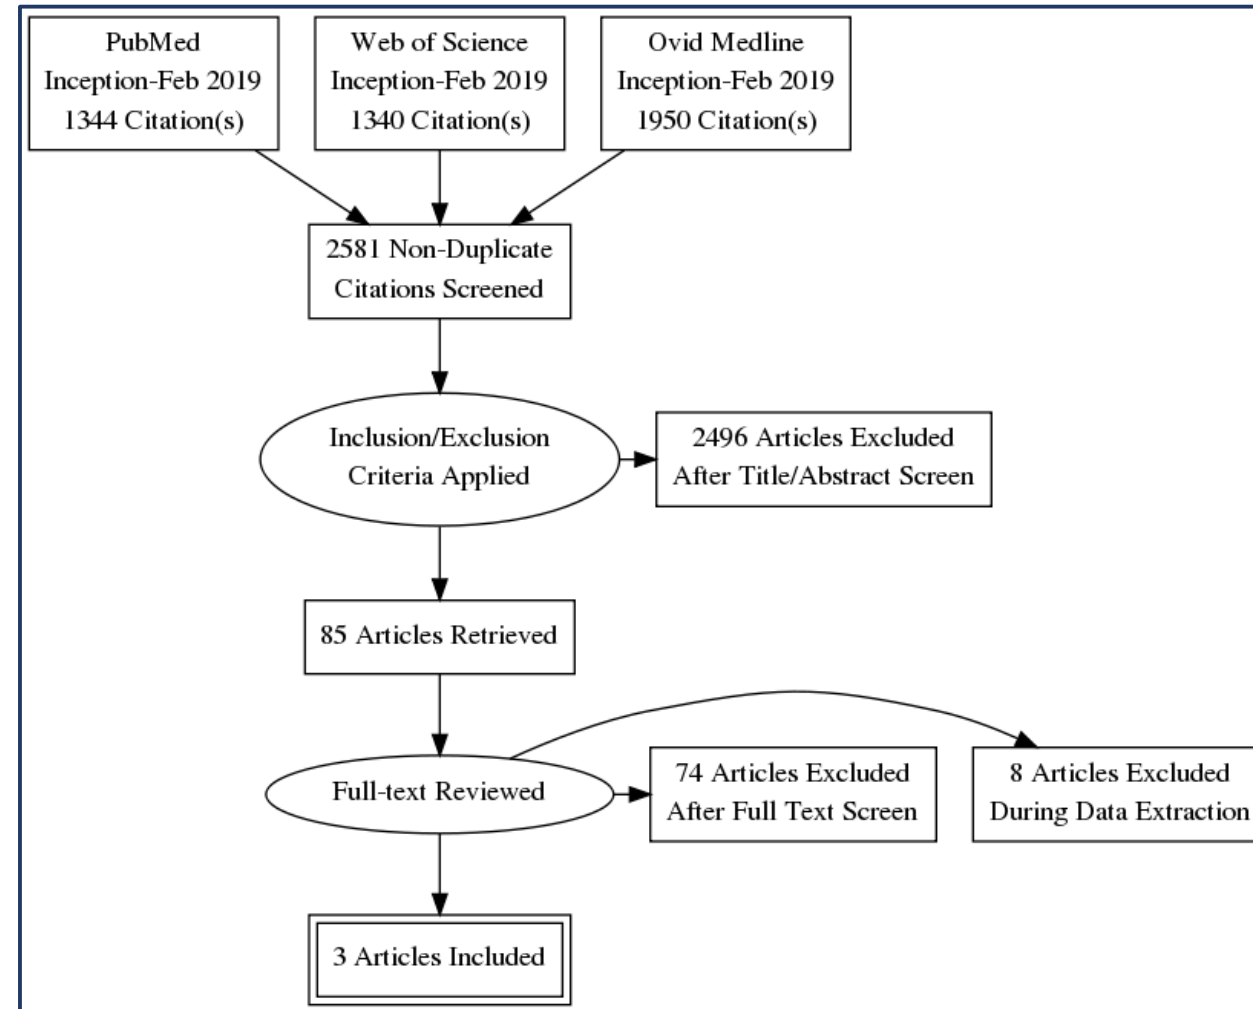 PubMed
Inception-Feb 2019
1344 Citation(s)
Web of Science
Inception-Feb 2019
1340 Citation(s)
Ovid Medline
Inception-Feb 2019
1950 Citation(s)
2581 Non-Duplicate
Citations Screened
Inclusion/Exclusion
Criteria Applied
2496 Articles Excluded
After Title/Abstract Screen
85 Articles Retrieved
Full-text Reviewed
74 Articles Excluded
After Full Text Screen
8 Articles Excluded
During Data Extraction
3 Articles Included